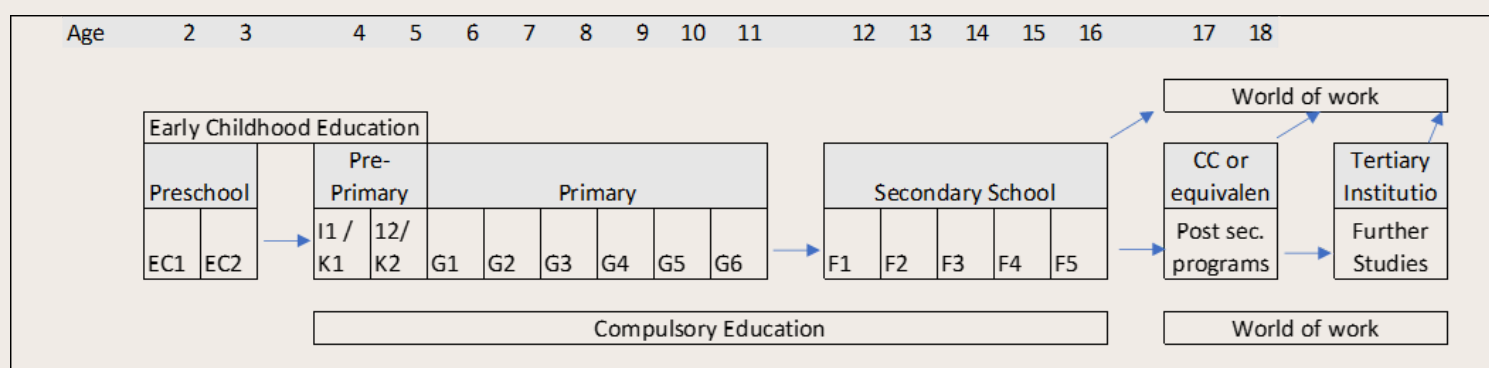 Age 2 3 4 5 6 7 8 9 10 11 12 13 14 15 16 17 18
World of work
Early Childhood Education
Preschool
Pre-
Primary
Primary
Secondary School
CC or
equivalen
Tertiary
Institutio
EC1 EC2
I1 /
K1
12/
K2
G1 G2 G3 G4 G5 G6
F1 F2 F3 F4 F5
Post sec.
programs
Further
Studies
Compulsory Education
World of work